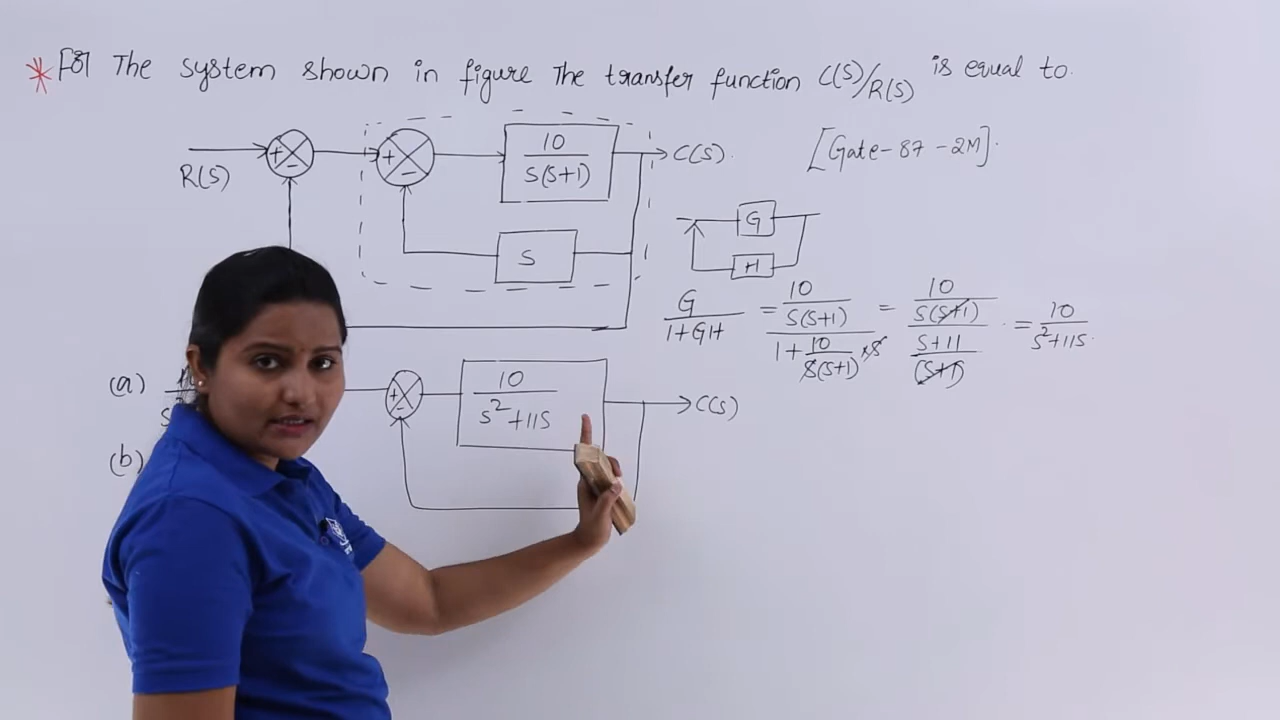 * For The system shown in figure The transfer function C(S)/R(S) is equal to.
[Gate-87-2M].
R(S) + - + - 10/S(S+1) C(S).
S
G
H
G/1+GH = 10/S(S+1) / 1+10/S(S+1)*S = 10/S(S+1) / S+11/(S+1) = 10/S²+11S.
(a)
+ - 10/S²+11S C(S)
(b)